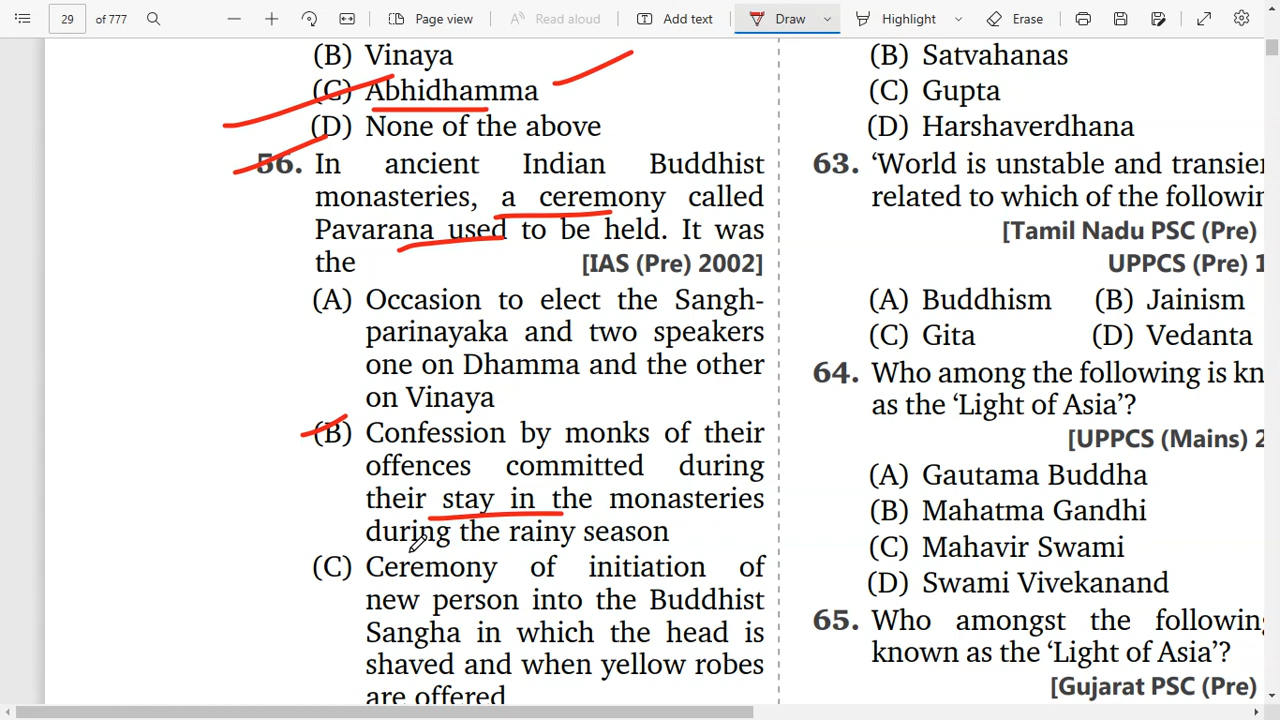 29 of 777 Page view Read aloud Add text Draw Highlight Erase
(B) Vinaya
(C) Abhidhamma
(D) None of the above
56. In ancient Indian Buddhist
monasteries, a ceremony called
Pavarana used to be held. It was
the [IAS (Pre) 2002]
(A) Occasion to elect the Sangh-
parinayaka and two speakers
one on Dhamma and the other
on Vinaya
(B) Confession by monks of their
offences committed during
their stay in the monasteries
during the rainy season
(C) Ceremony of initiation of
new person into the Buddhist
Sangha in which the head is
shaved and when yellow robes
are offered
(B) Satvahanas
(C) Gupta
(D) Harshaverdhana
63. ‘World is unstable and transien
related to which of the followin
[Tamil Nadu PSC (Pre)
UPPCS (Pre) 1
(A) Buddhism (B) Jainism
(C) Gita (D) Vedanta
64. Who among the following is kn
as the ‘Light of Asia’?
[UPPCS (Mains) 2
(A) Gautama Buddha
(B) Mahatma Gandhi
(C) Mahavir Swami
(D) Swami Vivekanand
65. Who amongst the following
known as the ‘Light of Asia’?
[Gujarat PSC (Pre)